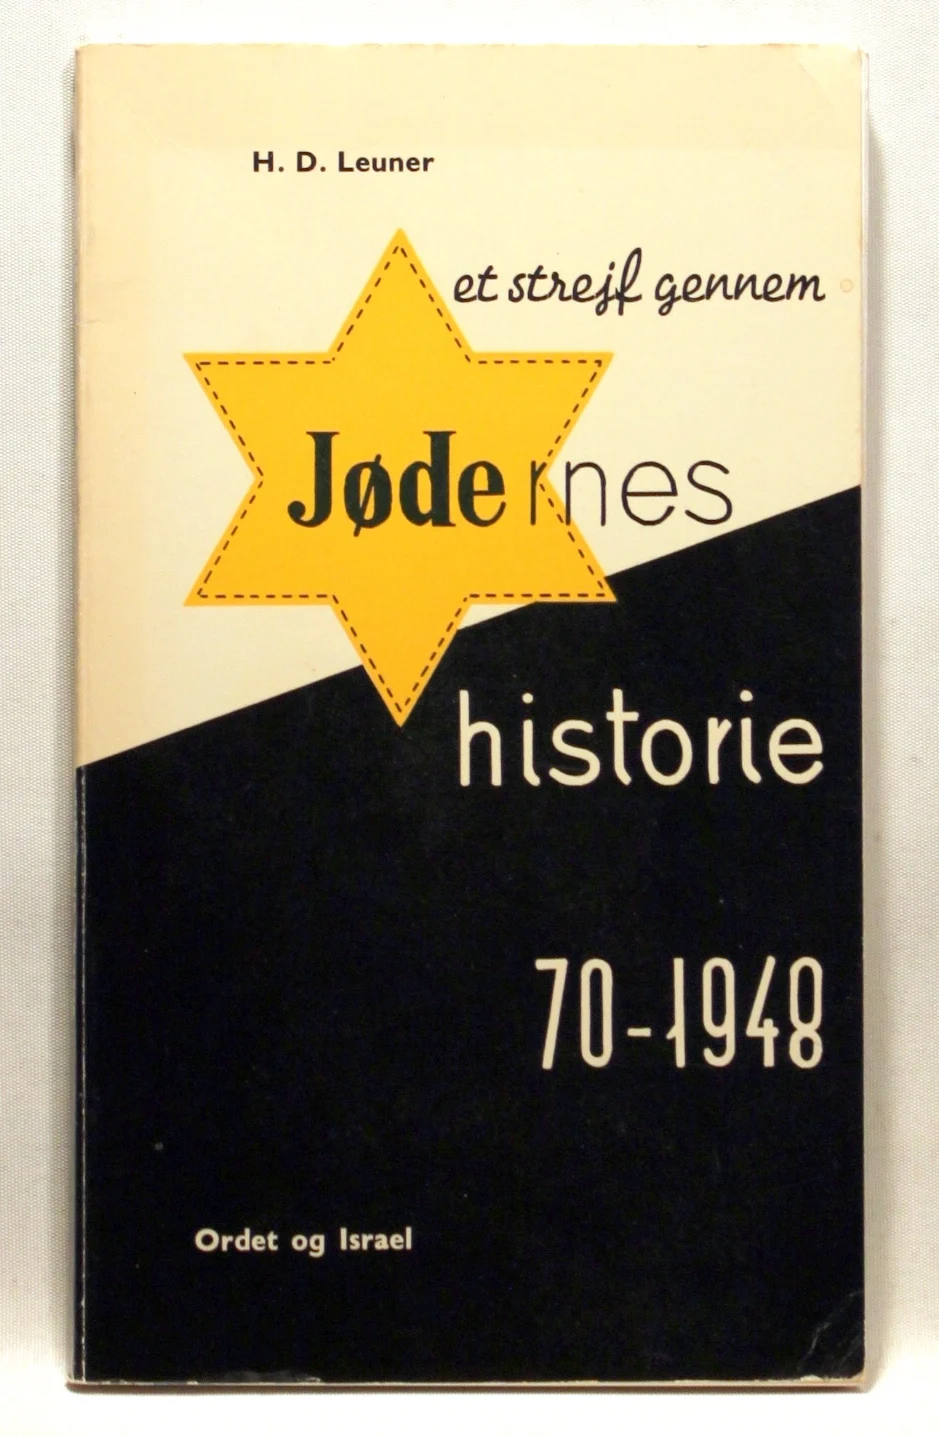 H. D. Leuner
et strejf gennem
Jødernes
historie
70-1948
Ordet og Israel